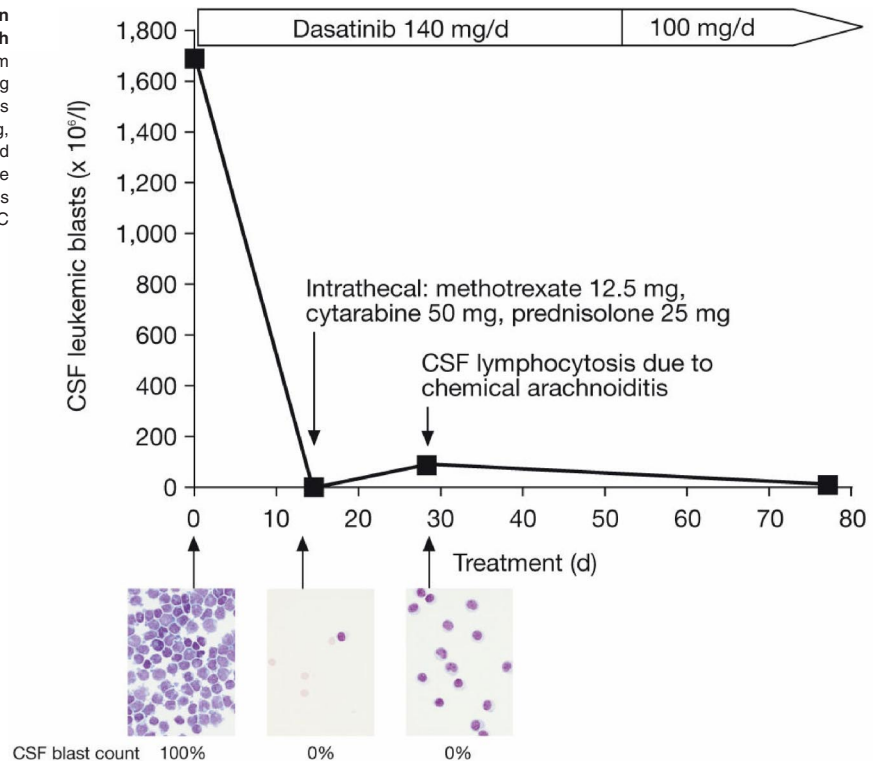 n
h
m
g
s
g,
d
e
s
C
Dasatinib 140 mg/d
100 mg/d
CSF leukemic blasts (x 10⁶/l)
1,800
1,600
1,400
1,200
1,000
800
600
400
200
0
Intrathecal: methotrexate 12.5 mg,
cytarabine 50 mg, prednisolone 25 mg
CSF lymphocytosis due to
chemical arachnoiditis
0 10 20 30 40 50 60 70 80
Treatment (d)
CSF blast count 100% 0% 0%